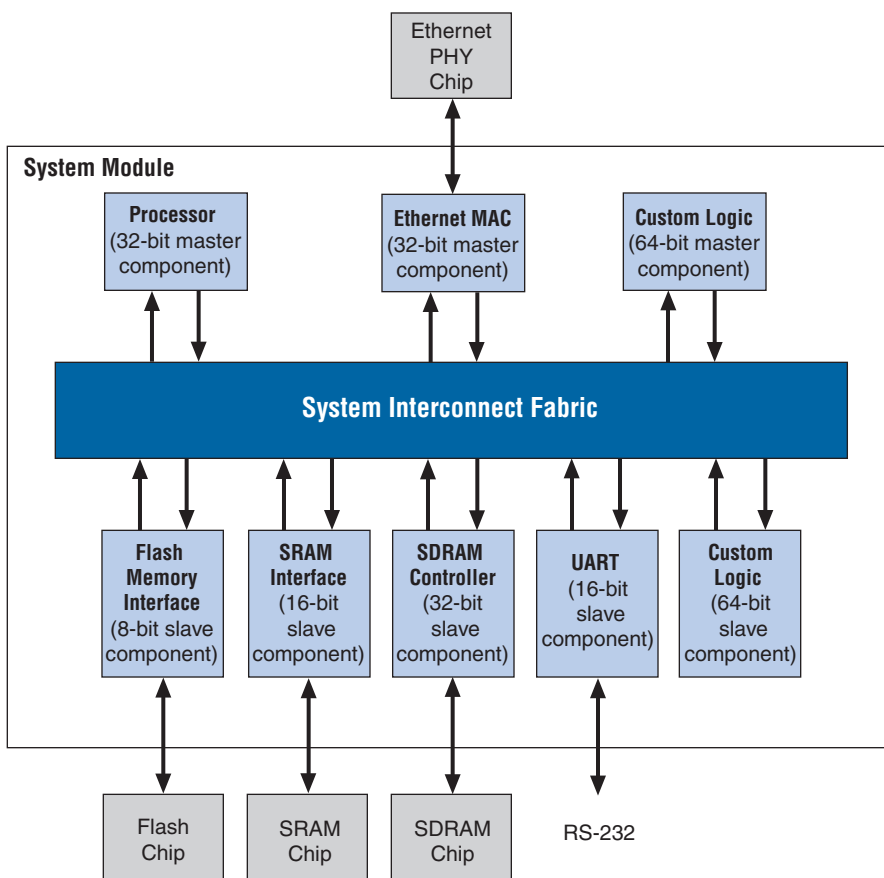 Ethernet
PHY
Chip
System Module
Processor
(32-bit master
component)
Ethernet MAC
(32-bit master
component)
Custom Logic
(64-bit master
component)
System Interconnect Fabric
Flash
Memory
Interface
(8-bit slave
component)
SRAM
Interface
(16-bit
slave
component)
SDRAM
Controller
(32-bit
slave
component)
UART
(16-bit
slave
component)
Custom
Logic
(64-bit
slave
component)
Flash
Chip
SRAM
Chip
SDRAM
Chip
RS-232